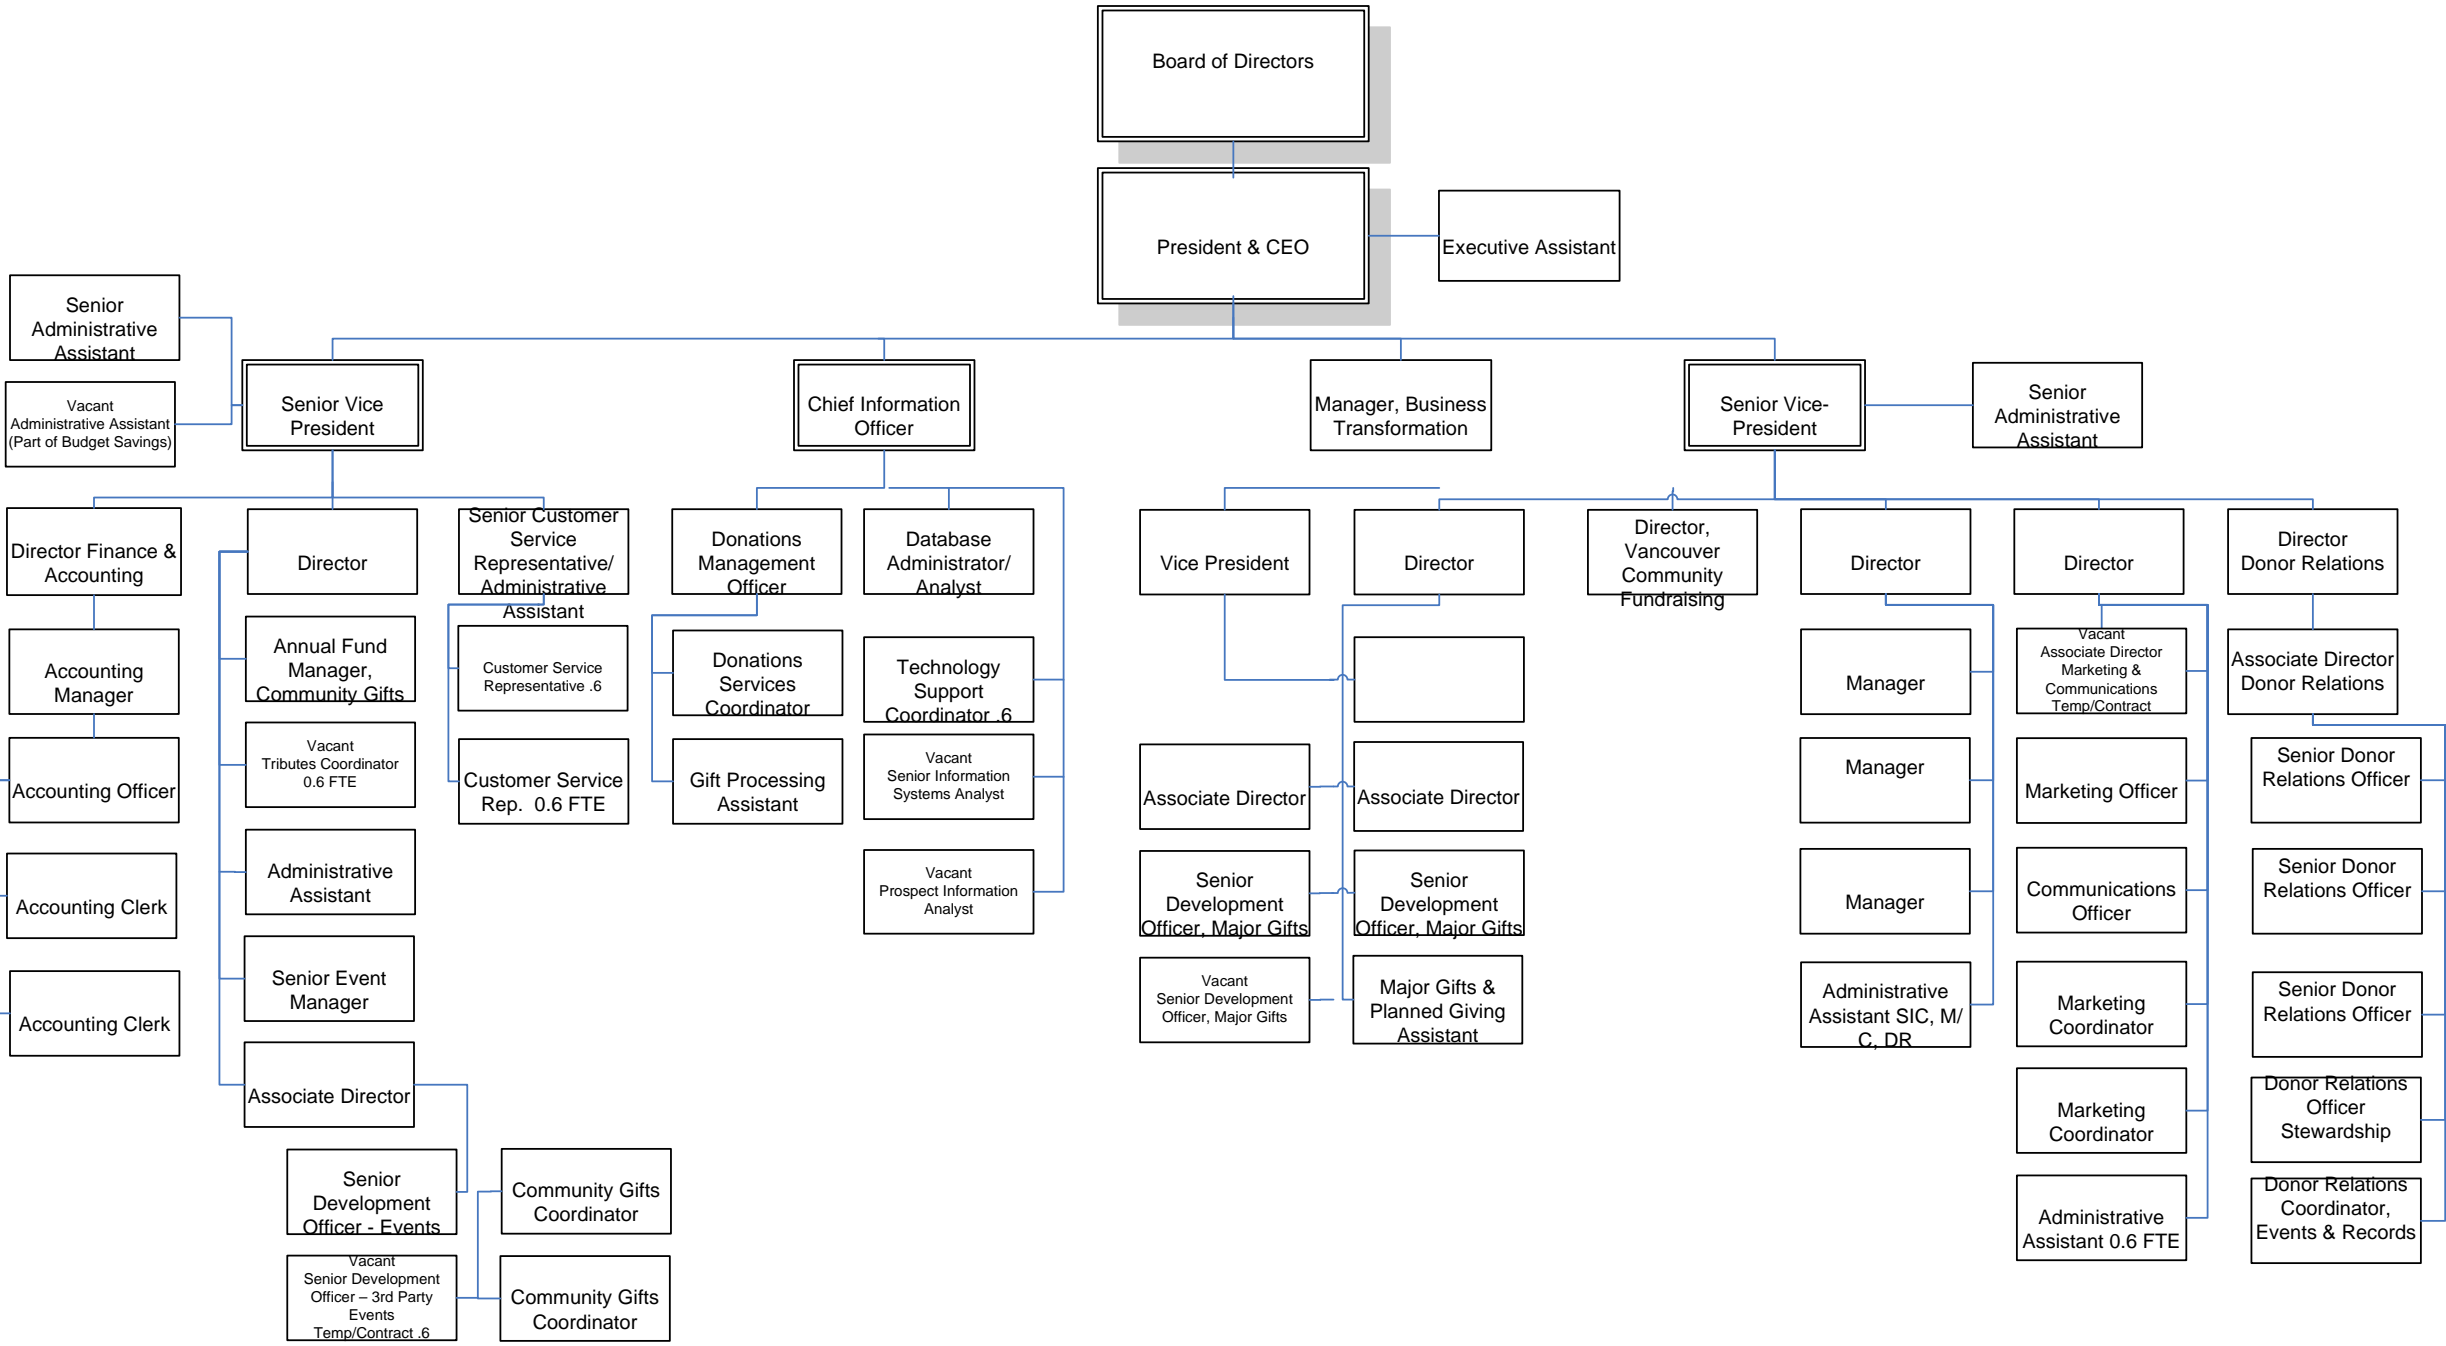 Board of Directors
President & CEO
Executive Assistant
Senior
Administrative
Assistant
Vacant
Administrative Assistant
(Part of Budget Savings)
Senior Vice
President
Chief Information
Officer
Manager, Business
Transformation
Senior Vice-
President
Senior
Administrative
Assistant
Director Finance &
Accounting
Director
Senior Customer
Service
Representative/
Administrative
Assistant
Donations
Management
Officer
Database
Administrator/
Analyst
Vice President
Director
Director,
Vancouver
Community
Fundraising
Director
Director
Director
Donor Relations
Accounting
Manager
Annual Fund
Manager,
Community Gifts
Customer Service
Representative .6
Donations
Services
Coordinator
Technology
Support
Coordinator .6
Manager
Vacant
Associate Director
Marketing &
Communications
Temp/Contract
Associate Director
Donor Relations
Accounting Officer
Vacant
Tributes Coordinator
0.6 FTE
Customer Service
Rep.  0.6 FTE
Gift Processing
Assistant
Vacant
Senior Information
Systems Analyst
Associate Director
Associate Director
Manager
Marketing Officer
Senior Donor
Relations Officer
Accounting Clerk
Administrative
Assistant
Vacant
Prospect Information
Analyst
Senior
Development
Officer, Major Gifts
Senior
Development
Officer, Major Gifts
Manager
Communications
Officer
Senior Donor
Relations Officer
Accounting Clerk
Senior Event
Manager
Vacant
Senior Development
Officer, Major Gifts
Major Gifts &
Planned Giving
Assistant
Administrative
Assistant SIC, M/
C, DR
Marketing
Coordinator
Senior Donor
Relations Officer
Associate Director
Marketing
Coordinator
Donor Relations
Officer
Stewardship
Senior
Development
Officer - Events
Community Gifts
Coordinator
Administrative
Assistant 0.6 FTE
Donor Relations
Coordinator,
Events & Records
Vacant
Senior Development
Officer – 3rd Party
Events
Temp/Contract .6
Community Gifts
Coordinator